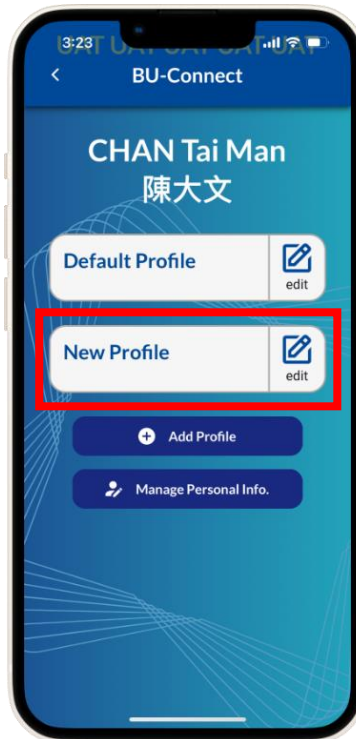 3:23
UAT UAT UAT UAT UAT
BU-Connect
CHAN Tai Man
陳大文
Default Profile
edit
New Profile
edit
Add Profile
Manage Personal Info.